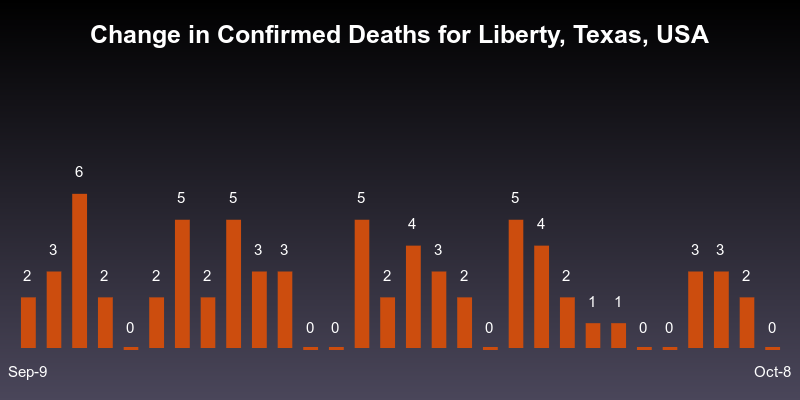 Change in Confirmed Deaths for Liberty, Texas, USA
2 3 6 2 0 2 5 2 5 3 3 0 0 5 2 4 3 2 0 5 4 2 1 1 0 0 3 3 2 0
Sep-9 Oct-8